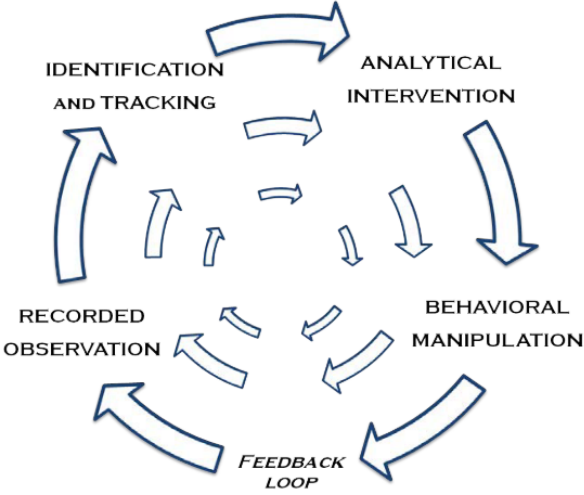 IDENTIFICATION
AND TRACKING
ANALYTICAL
INTERVENTION
BEHAVIORAL
MANIPULATION
FEEDBACK
LOOP
RECORDED
OBSERVATION